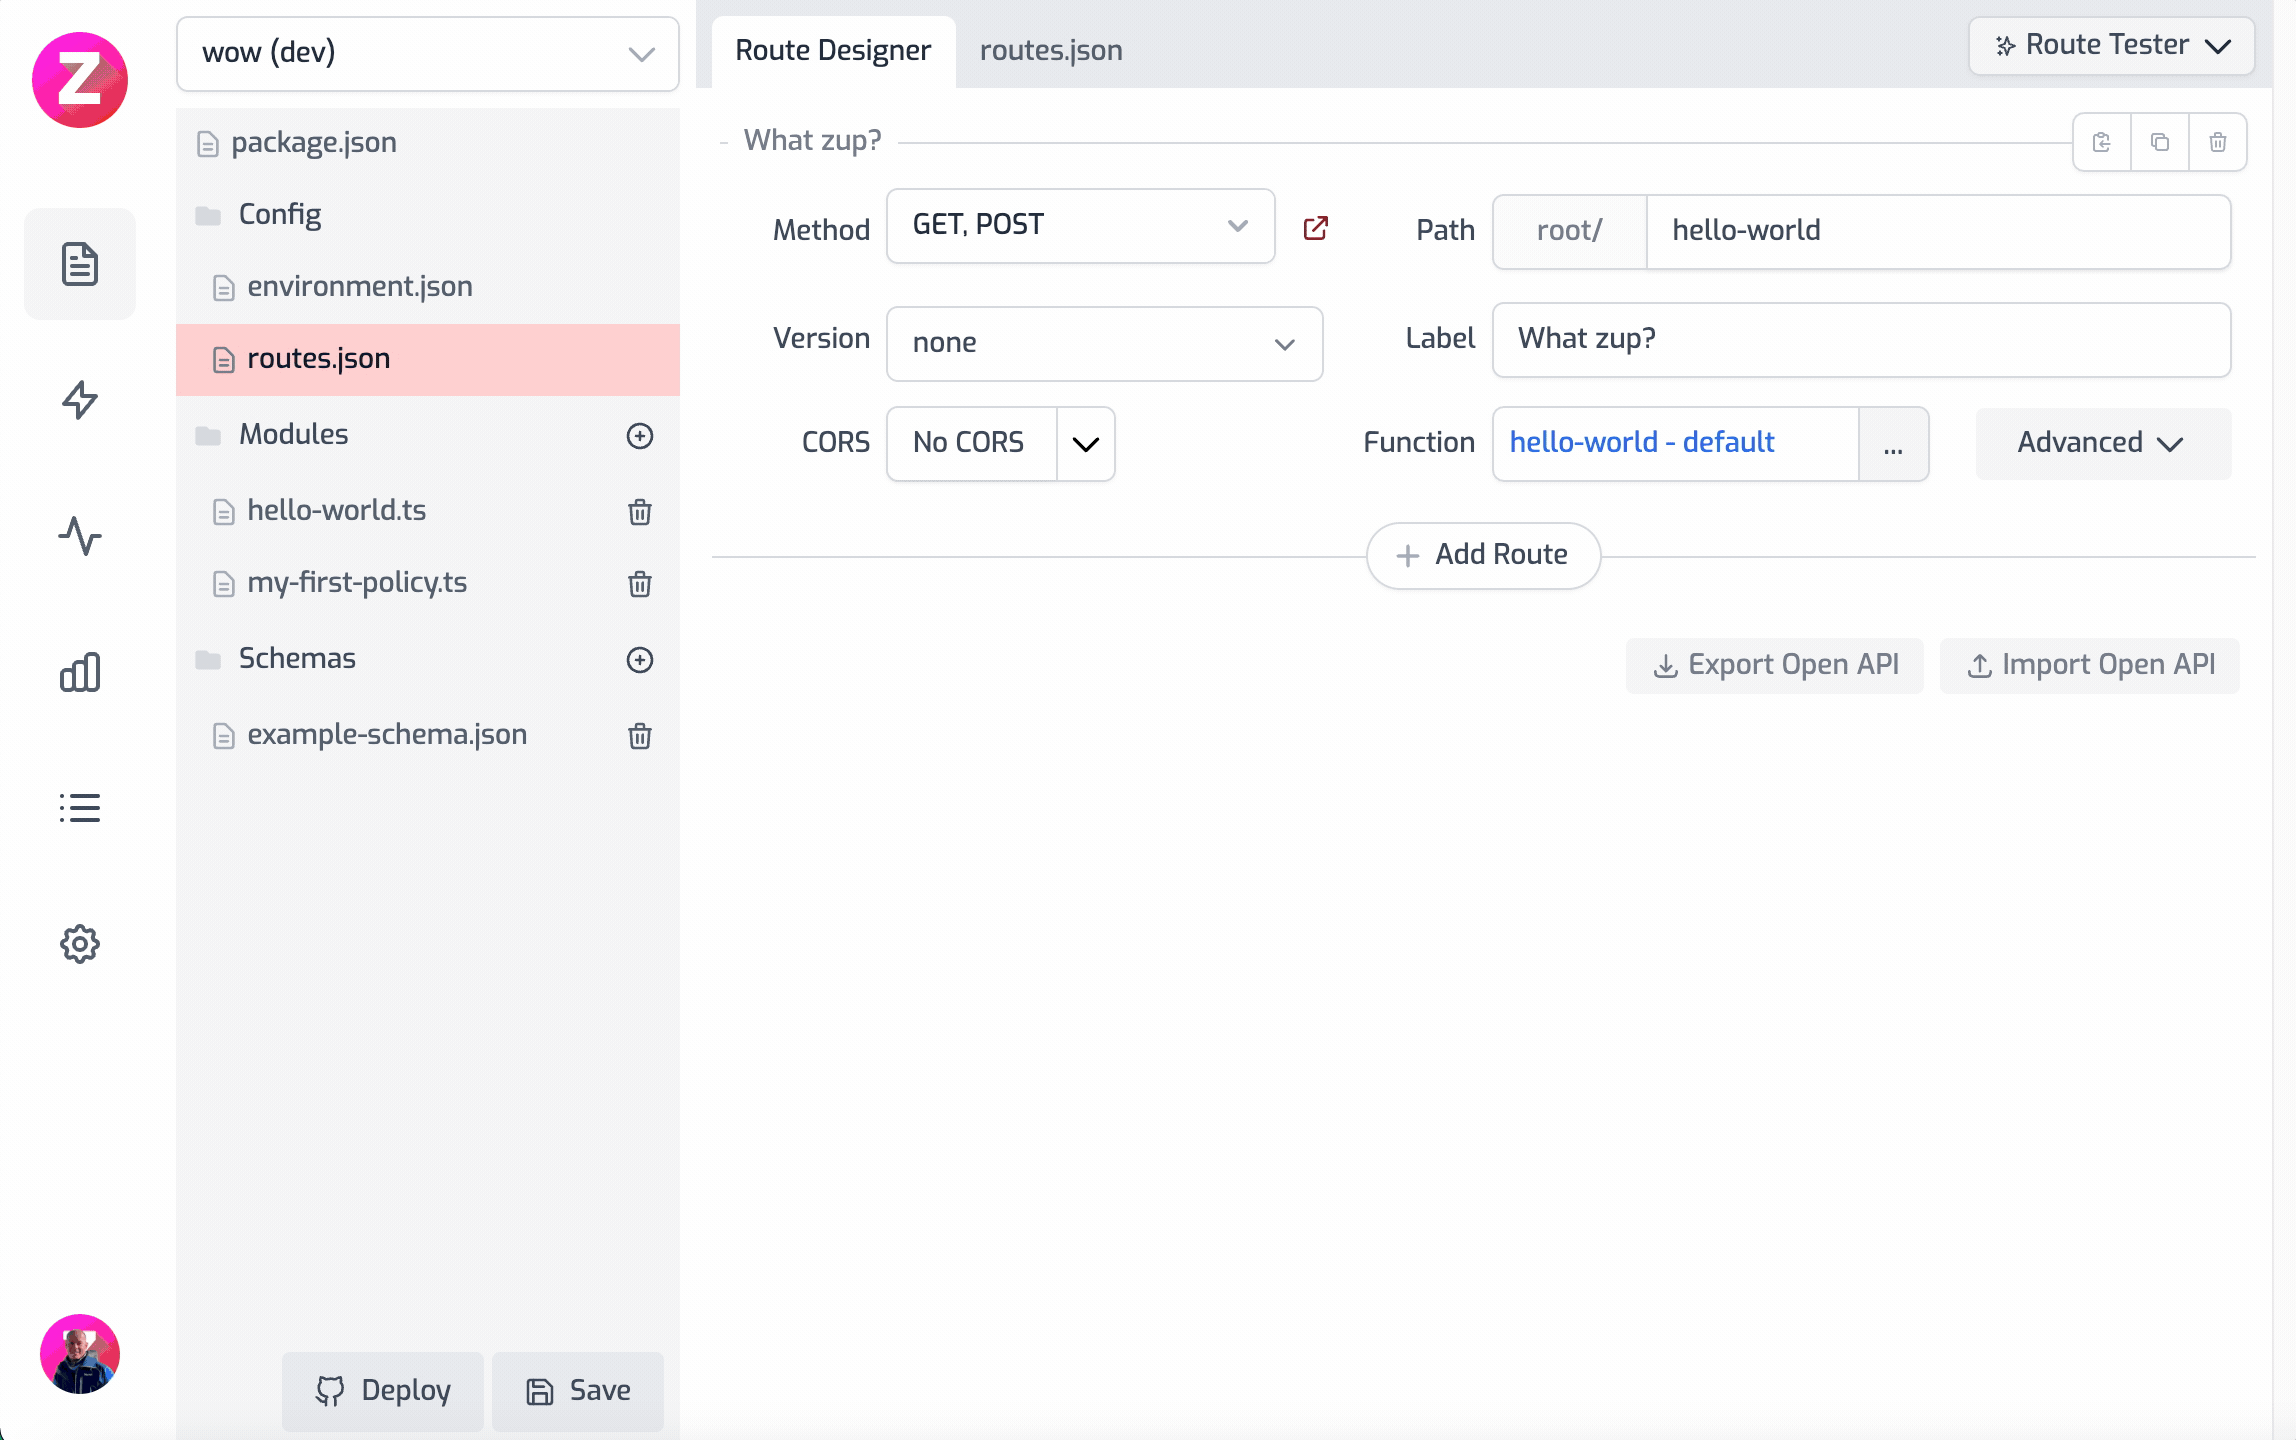 Z
wow (dev)
package.json
Config
environment.json
routes.json
Modules
hello-world.ts
my-first-policy.ts
Schemas
example-schema.json
Deploy
Save
Route Designer
routes.json
Route Tester
What zup?
Method
GET, POST
Path
root/
hello-world
Version
none
Label
What zup?
CORS
No CORS
Function
hello-world - default
...
Advanced
Add Route
Export Open API
Import Open API